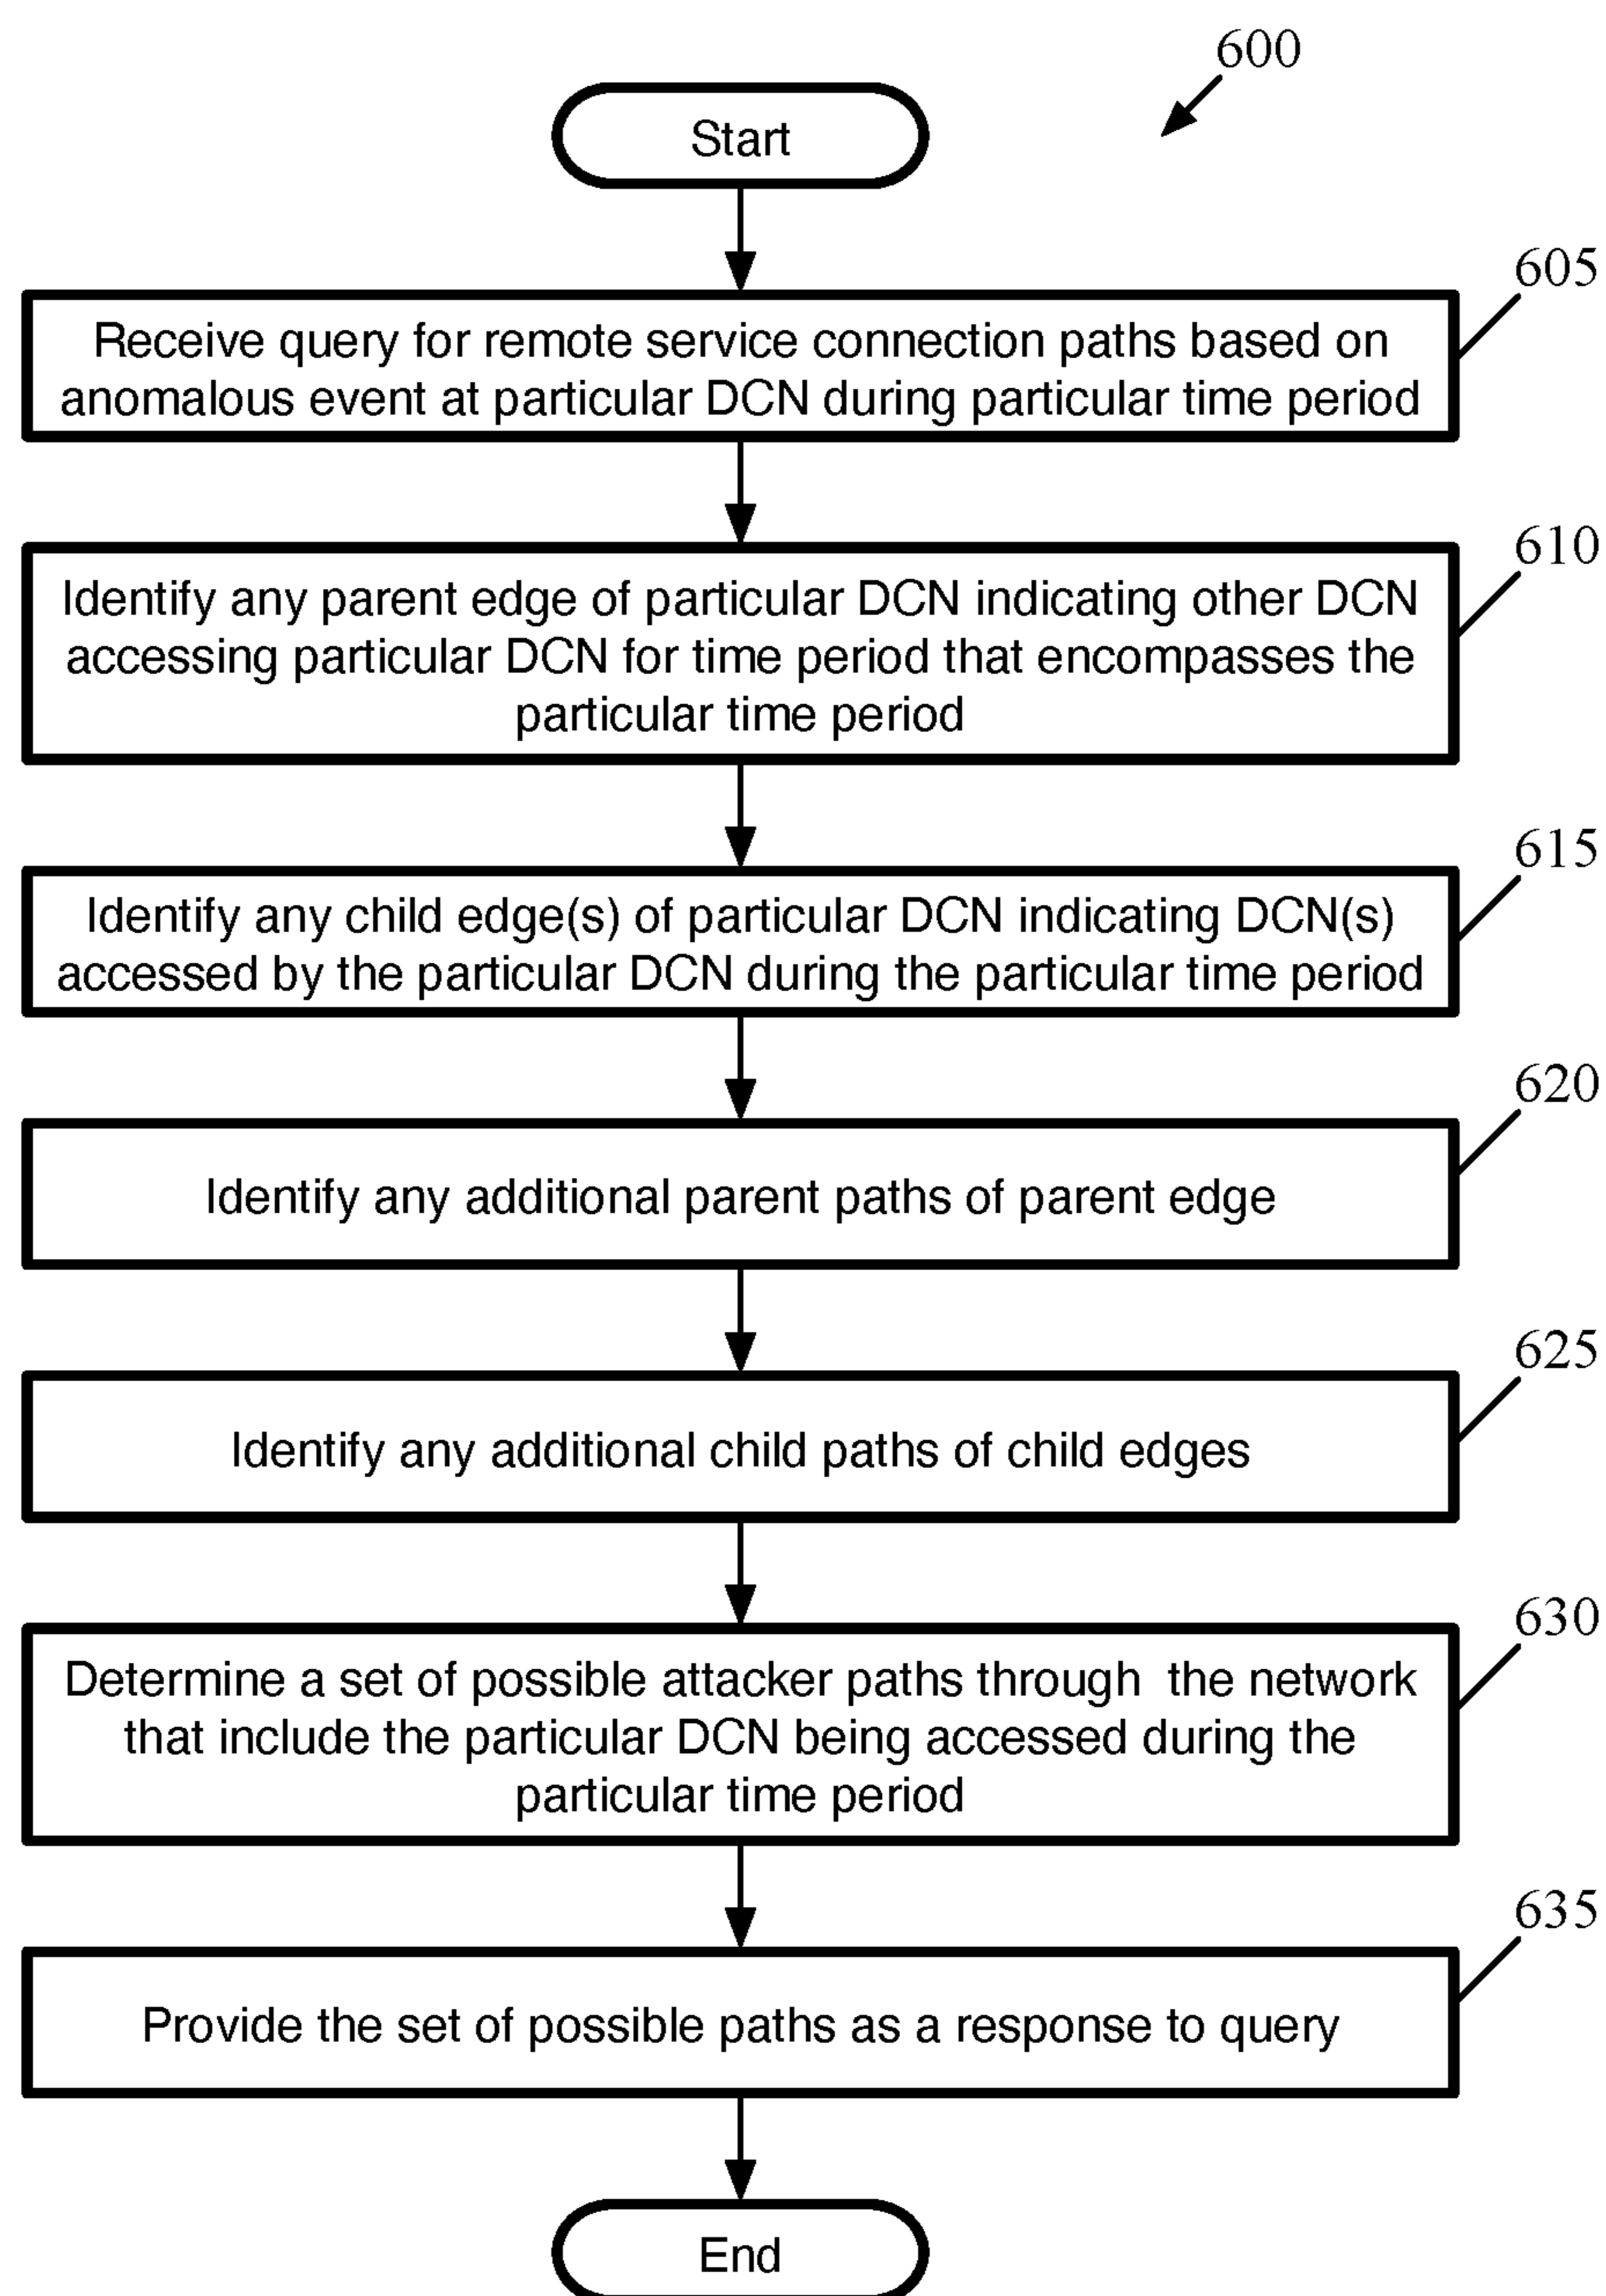 600
Start
605
Receive query for remote service connection paths based on
anomalous event at particular DCN during particular time period
610
Identify any parent edge of particular DCN indicating other DCN
accessing particular DCN for time period that encompasses the
particular time period
615
Identify any child edge(s) of particular DCN indicating DCN(s)
accessed by the particular DCN during the particular time period
620
Identify any additional parent paths of parent edge
625
Identify any additional child paths of child edges
630
Determine a set of possible attacker paths through the network
that include the particular DCN being accessed during the
particular time period
635
Provide the set of possible paths as a response to query
End